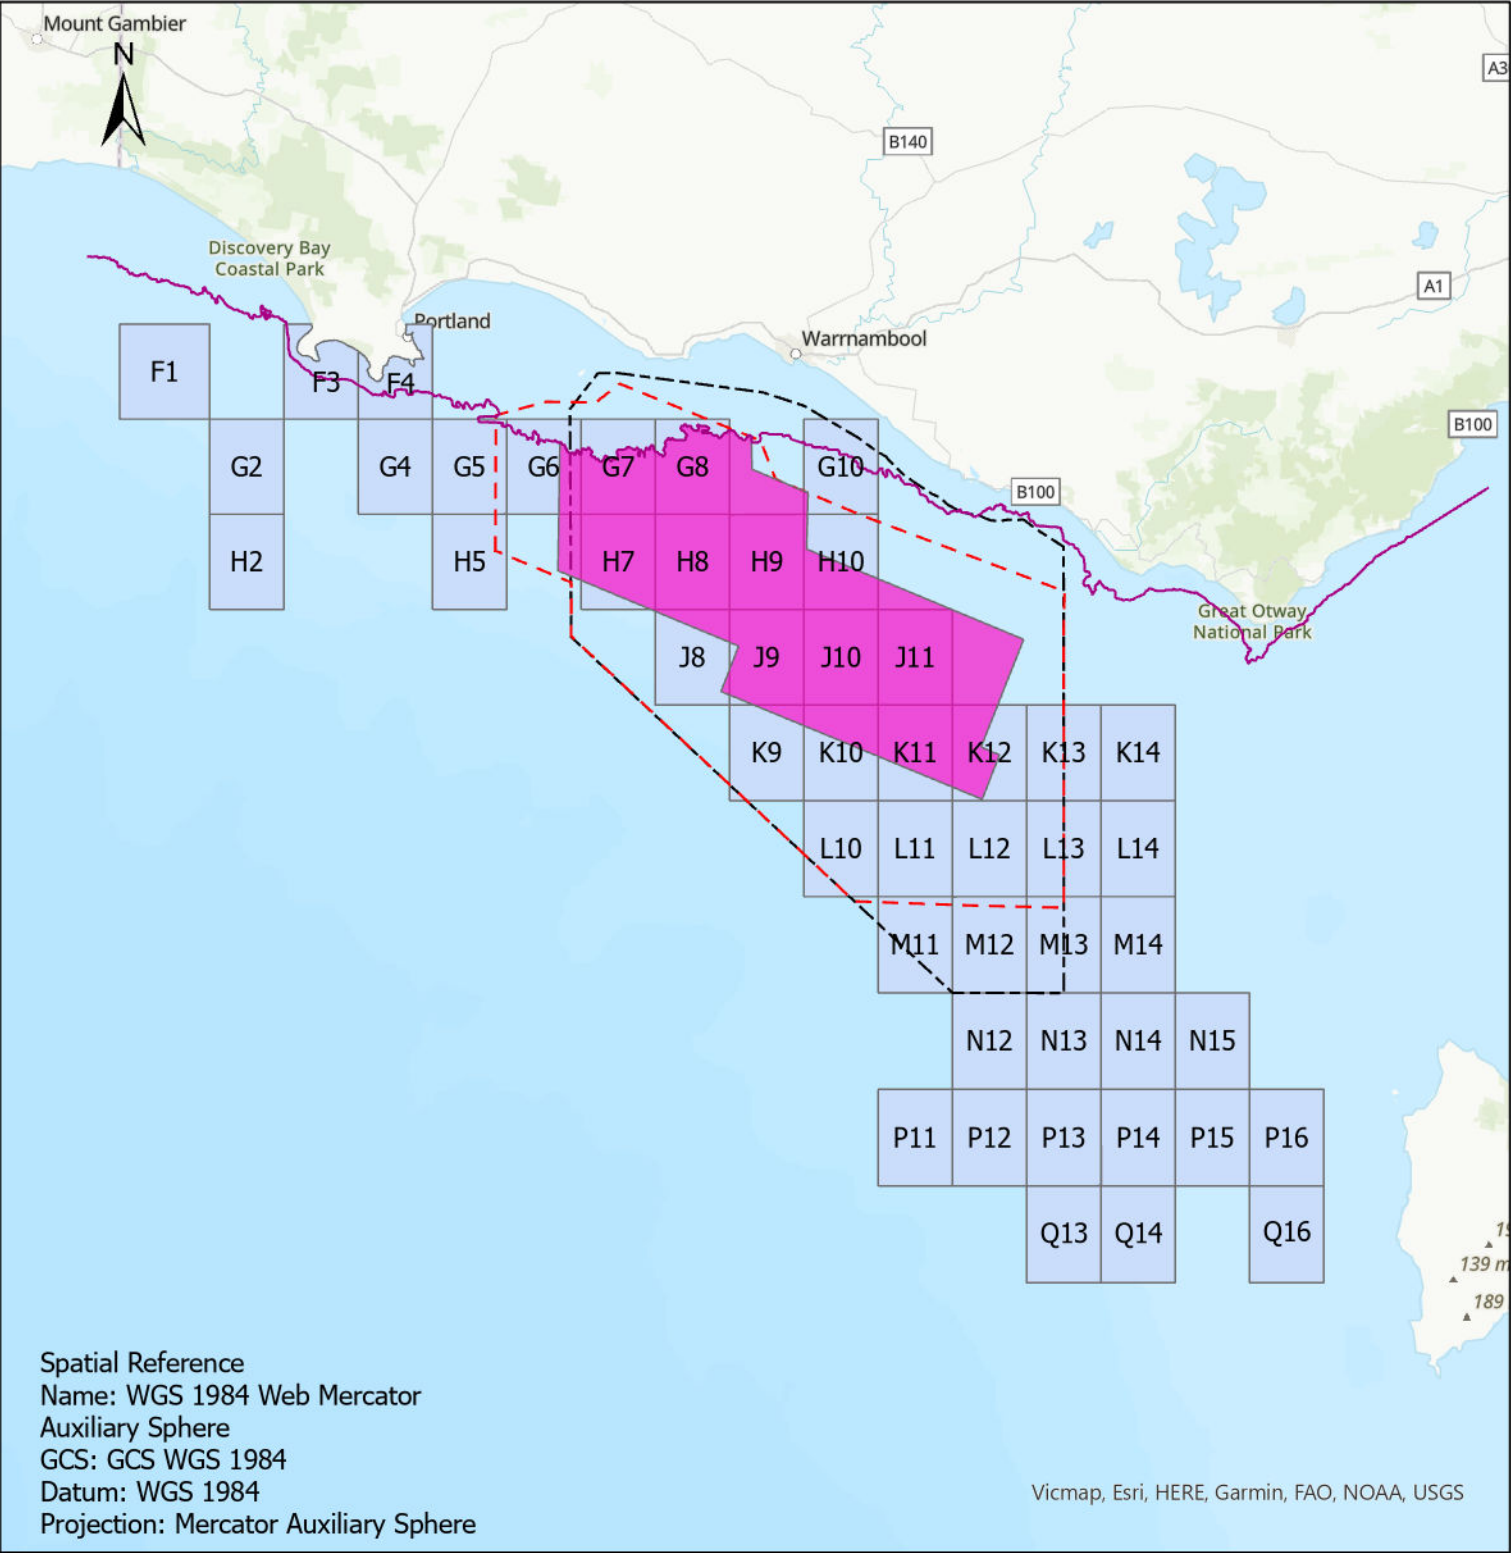 Mount Gambier
N
A3
B140
Discovery Bay
Coastal Park
A1
Portland
Warrnambool
F1
F3
F4
B100
G2
G4
G5
G6
G7
G8
G10
B100
H2
H5
H7
H8
H9
H10
Great Otway
National Park
J8
J9
J10
J11
K9
K10
K11
K12
K13
K14
L10
L11
L12
L13
L14
M11
M12
M13
M14
N12
N13
N14
N15
P11
P12
P13
P14
P15
P16
Q13
Q14
Q16
139 m
189
Spatial Reference
Name: WGS 1984 Web Mercator
Auxiliary Sphere
GCS: GCS WGS 1984
Datum: WGS 1984
Projection: Mercator Auxiliary Sphere
Vicmap, Esri, HERE, Garmin, FAO, NOAA, USGS